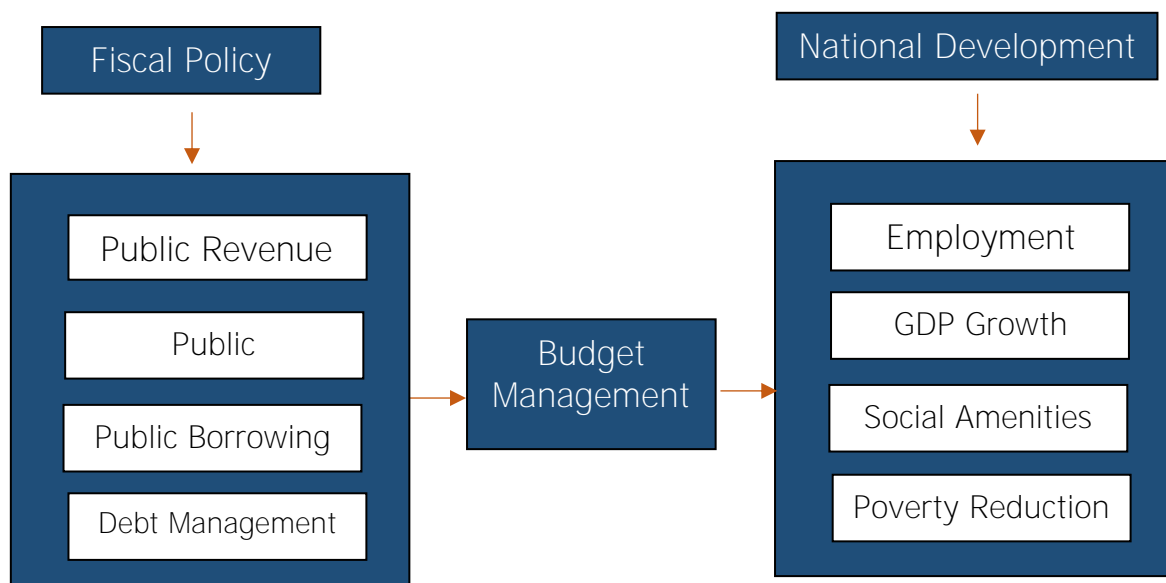 Fiscal Policy
National Development
Public Revenue
Public
Public Borrowing
Debt Management
Budget
Management
Employment
GDP Growth
Social Amenities
Poverty Reduction